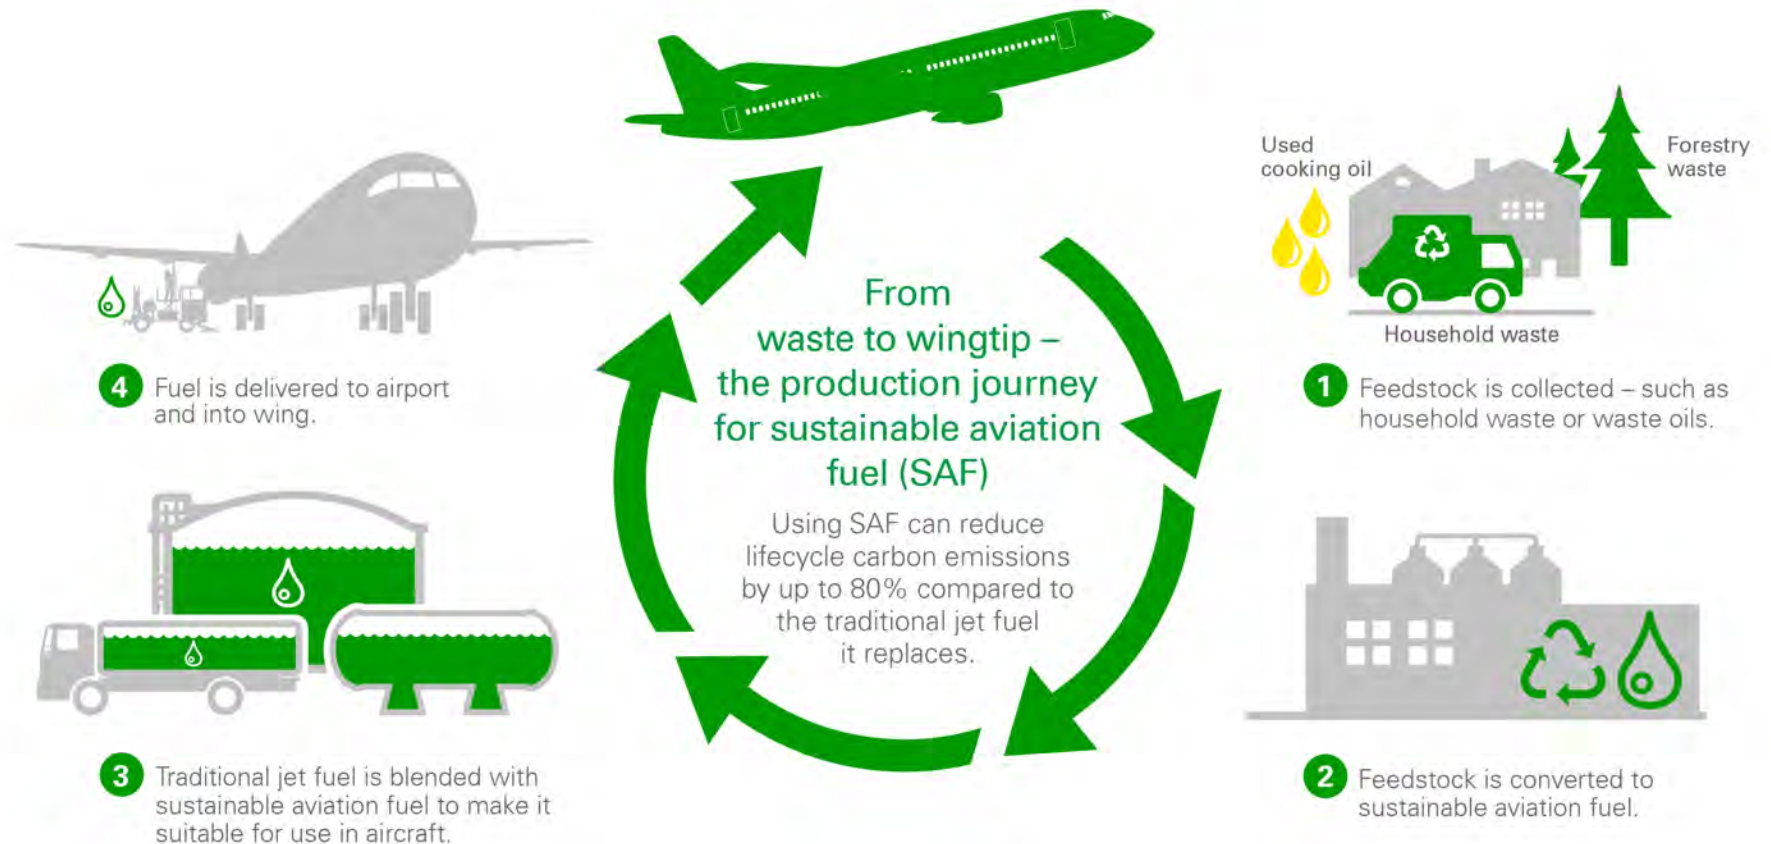 From
waste to wingtip –
the production journey
for sustainable aviation
fuel (SAF)
Using SAF can reduce
lifecycle carbon emissions
by up to 80% compared to
the traditional jet fuel
it replaces.
Used
cooking oil
Forestry
waste
Household waste
1 Feedstock is collected – such as
household waste or waste oils.
2 Feedstock is converted to
sustainable aviation fuel.
3 Traditional jet fuel is blended with
sustainable aviation fuel to make it
suitable for use in aircraft.
4 Fuel is delivered to airport
and into wing.